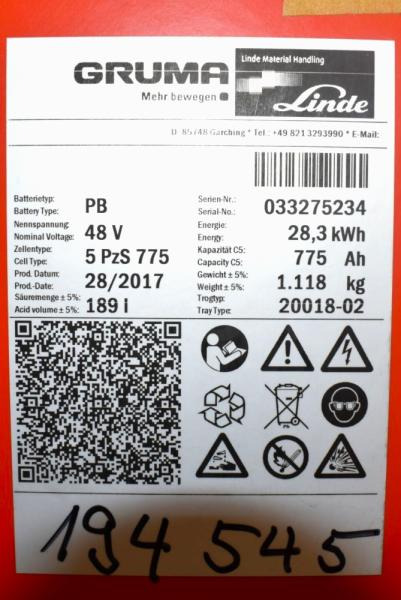 GRUMA
Mehr bewegen
Linde Material Handling
Linde
D 85748 Garching * Tel.: +49 821 3293990 * E-Mail:
Batterietyp:
Battery Type: PB
Nennspannung:
Nominal Voltage: 48 V
Zellentype:
Cell Type: 5 PzS 775
Prod. Datum:
Prod.-Date: 28/2017
Säuremenge ± 5%:
Acid volume ± 5%: 189 i
Serien-Nr.:
Serial-No.: 033275234
Energie:
Energy: 28,3 kWh
Kapazität C5:
Capacity C5: 775 Ah
Gewicht ± 5%:
Weight ± 5%: 1.118 kg
Trogtyp:
Tray Type: 20018-02
Pb
194 545